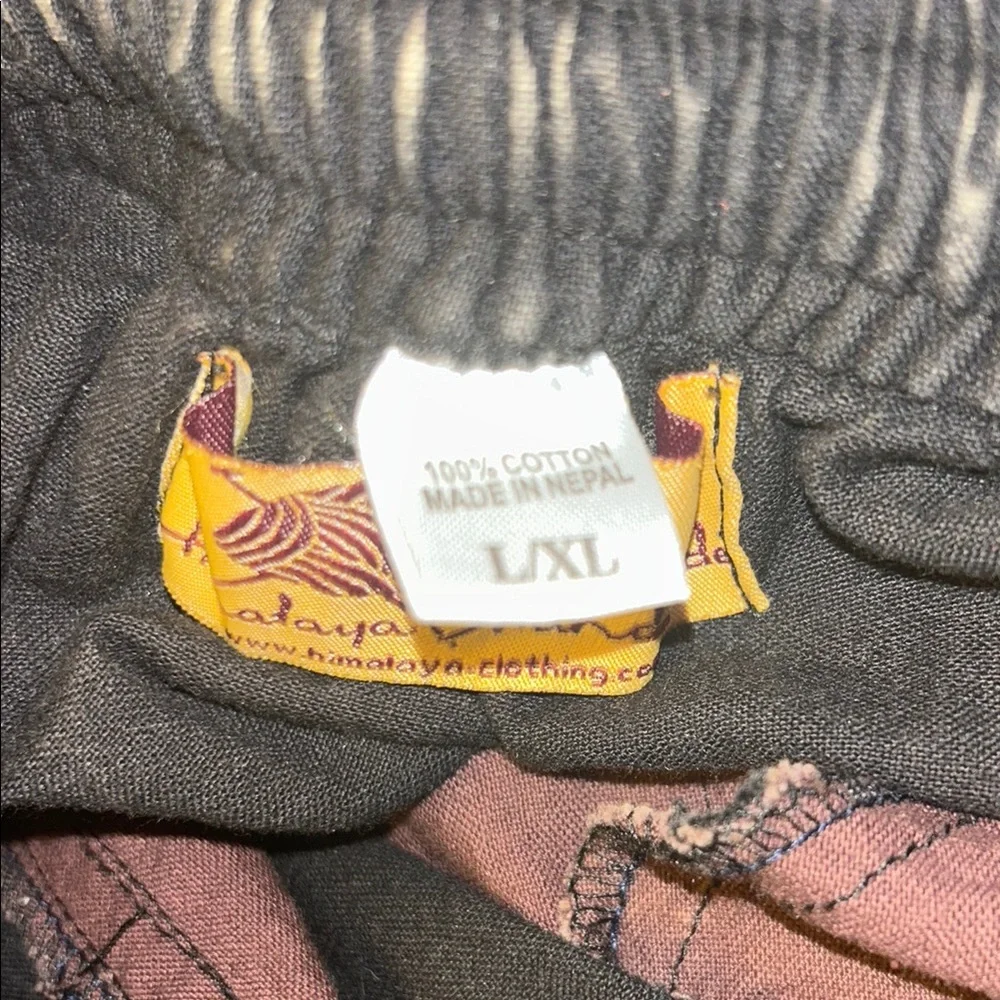 100% COTTON
MADE IN NEPAL
L/XL
www.himalaya.clothing.co